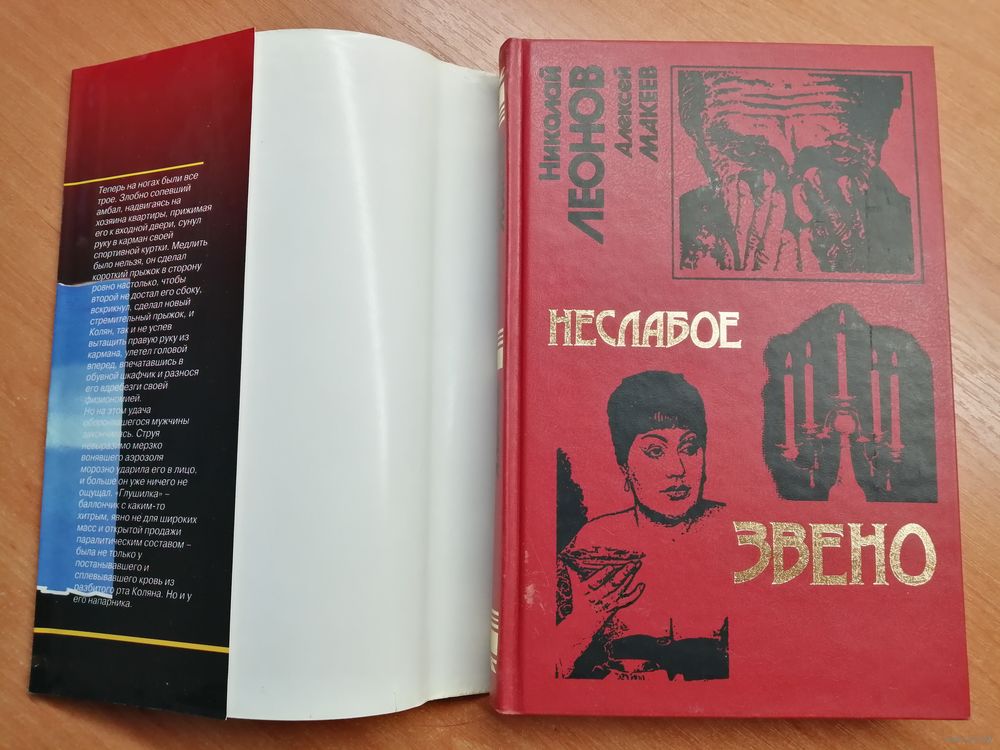 Теперь на ногах были все
трое. Злобно сопевший
амбал, надвигаясь на
хозяина квартиры, прижимая
его к входной двери, сунул
руку в карман своей
спортивной куртки. Медлить
было нельзя, он сделал
короткий прыжок в сторону
ровно настолько, чтобы
второй не достал его сбоку,
вскрикнул, сделал новый
стремительный прыжок, и
Колян, так и не успев
вытащить правую руку из
кармана, улетел головой
вперед, впечатавшись в
обувной шкафчик и разнося
его вдребезги своей
физиономией.
Но на этом удача
оборонявшегося мужчины
закончилась. Струя
невыразимо мерзко
вонявшего аэрозоля
морозно ударила его в лицо,
и больше он уже ничего не
ощущал. «Глушилка» –
баллончик с каким-то
хитрым, явно не для широких
масс и открытой продажи
паралитическим составом –
была не только у
постанывавшего и
сплевывавшего кровь из
разбитого рта Коляна. Но и у
его напарника.
Николай
ЛЕОНОВ
Алексей
МАКЕЕВ
НЕСЛАБОЕ
ЗВЕНО